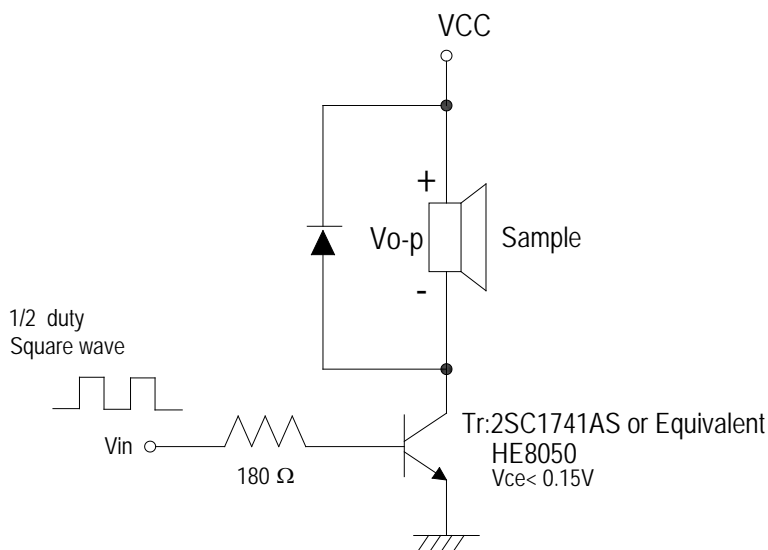 VCC
+
Vo-p
Sample
-
1/2 duty
Square wave
Vin
180 Ω
Tr:2SC1741AS or Equivalent
HE8050
Vce< 0.15V